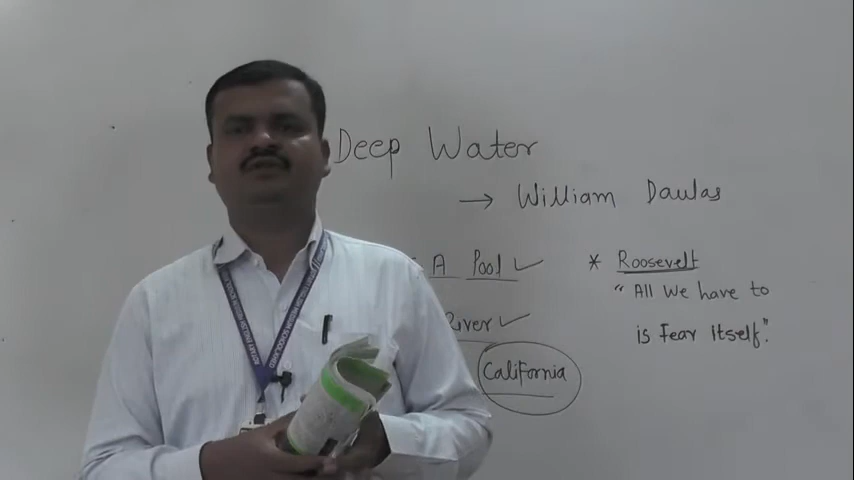 Deep Water
→ William Daulas
A Pool ✓
River ✓
California
* Roosevelt
"All We have to
is Fear itself".